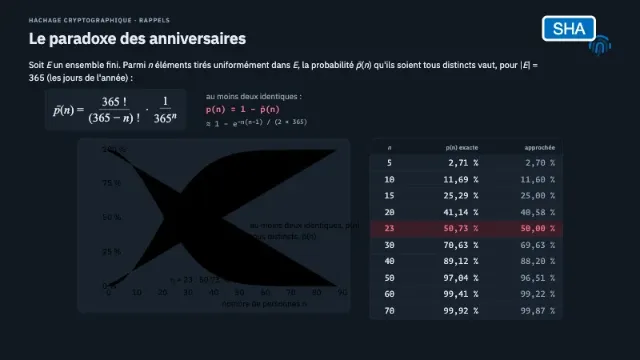 HACHAGE CRYPTOGRAPHIQUE · RAPPELS
SHA
Le paradoxe des anniversaires
Soit E un ensemble fini. Parmi n éléments tirés uniformément dans E, la probabilité p̄(n) qu'ils soient tous distincts vaut, pour |E| =
365 (les jours de l'année) :
p̄(n) = 365 ! / (365 − n) ! · 1 / 365ⁿ
au moins deux identiques :
p(n) = 1 − p̄(n)
≈ 1 − e^−n(n−1) / (2 × 365)
75 %
50 %
25 %
0 %
0 10 20 30 40 50 60 70 80 90
au moins deux identiques,
nombre de personnes n
n p(n) exacte approchée
5 2,71 % 2,70 %
10 11,69 % 11,60 %
15 25,29 % 25,00 %
20 41,14 % 40,58 %
23 50,73 % 50,00 %
30 70,63 % 69,63 %
40 89,12 % 88,20 %
50 97,04 % 96,51 %
60 99,41 % 99,22 %
70 99,92 % 99,87 %